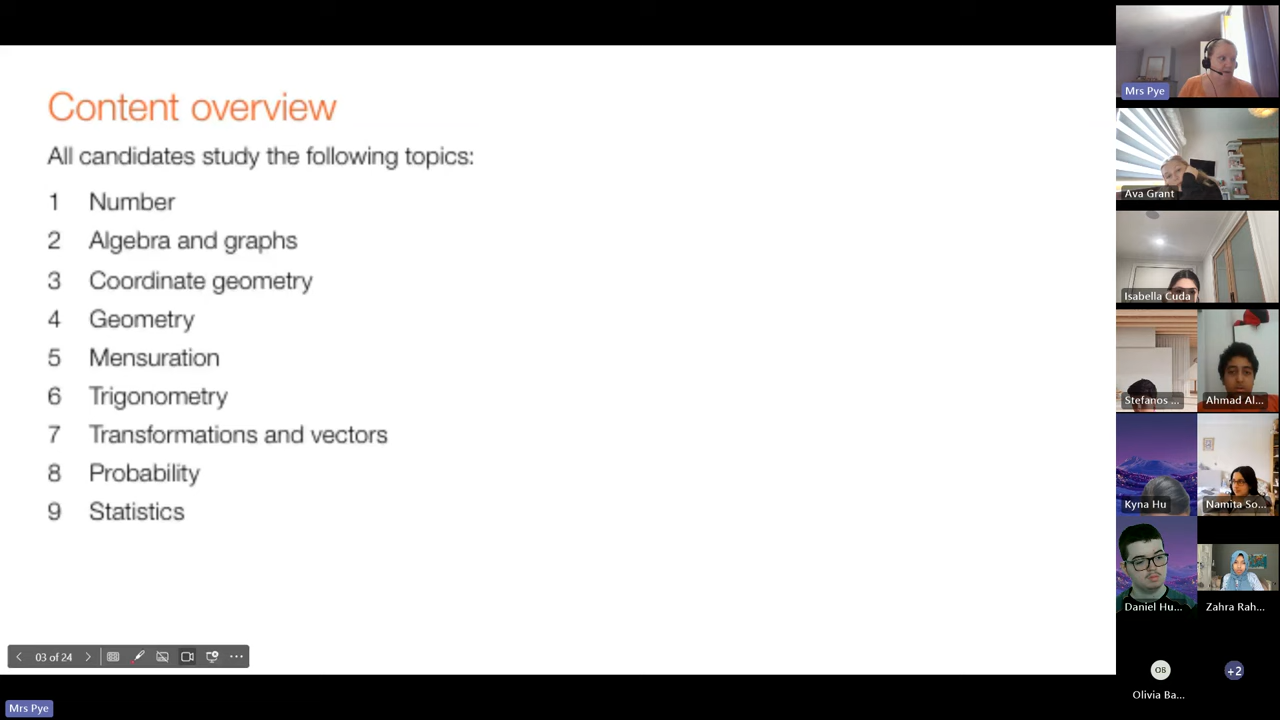 Content overview
All candidates study the following topics:
1 Number
2 Algebra and graphs
3 Coordinate geometry
4 Geometry
5 Mensuration
6 Trigonometry
7 Transformations and vectors
8 Probability
9 Statistics
03 of 24
Mrs Pye
Mrs Pye
Ava Grant
Isabella Cuda
Stefanos ...
Ahmad Al...
Kyna Hu
Namita So...
Daniel Hu...
Zahra Rah...
OB
+2
Olivia Ba...